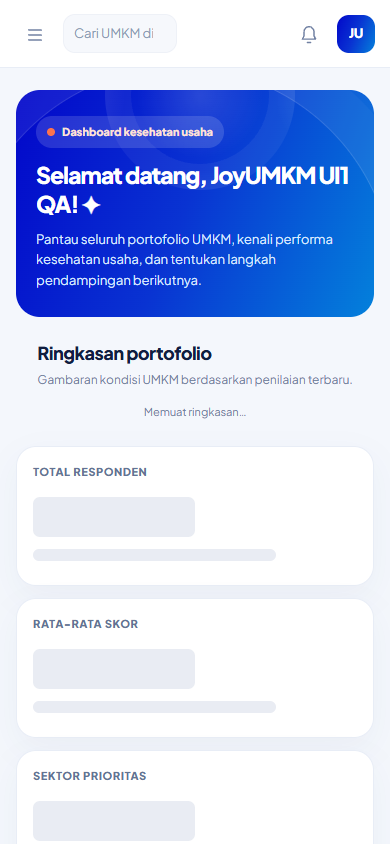 Cari UMKM di
JU
Dashboard kesehatan usaha
Selamat datang, JoyUMKM UI1
QA! ✦
Pantau seluruh portofolio UMKM, kenali performa
kesehatan usaha, dan tentukan langkah
pendampingan berikutnya.
Ringkasan portofolio
Gambaran kondisi UMKM berdasarkan penilaian terbaru.
Memuat ringkasan...
TOTAL RESPONDEN
RATA-RATA SKOR
SEKTOR PRIORITAS